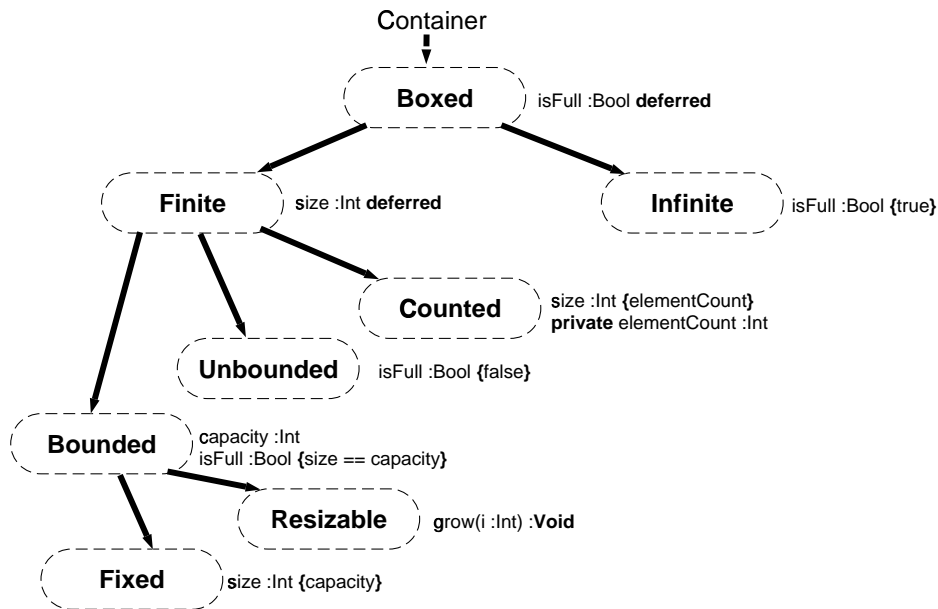 Container
Boxed
isFull :Bool deferred
Finite
size :Int deferred
Infinite
isFull :Bool {true}
Counted
size :Int {elementCount}
private elementCount :Int
Unbounded
isFull :Bool {false}
Bounded
capacity :Int
isFull :Bool {size == capacity}
Resizable
grow(i :Int) :Void
Fixed
size :Int {capacity}